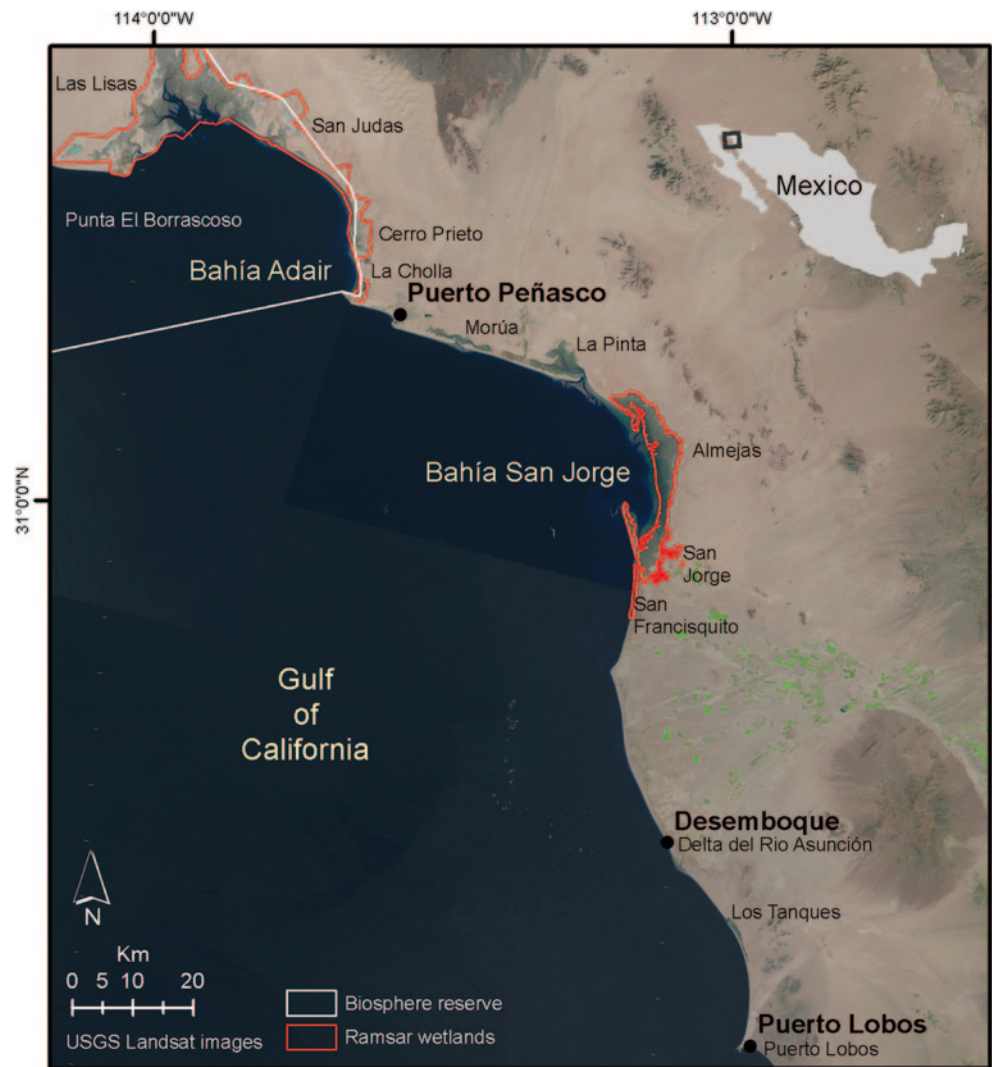 114°0'0"W
113°0'0"W
Las Lisas
San Judas
Mexico
Punta El Borrascoso
Cerro Prieto
Bahía Adair
La Cholla
Puerto Peñasco
Morúa
La Pinta
Almejas
Bahía San Jorge
31°0'0"N
San
Jorge
San
Francisquito
Gulf
of
California
Desemboque
Delta del Rio Asunción
Los Tanques
N
Km
0 5 10 20
Biosphere reserve
USGS Landsat images
Ramsar wetlands
Puerto Lobos
Puerto Lobos